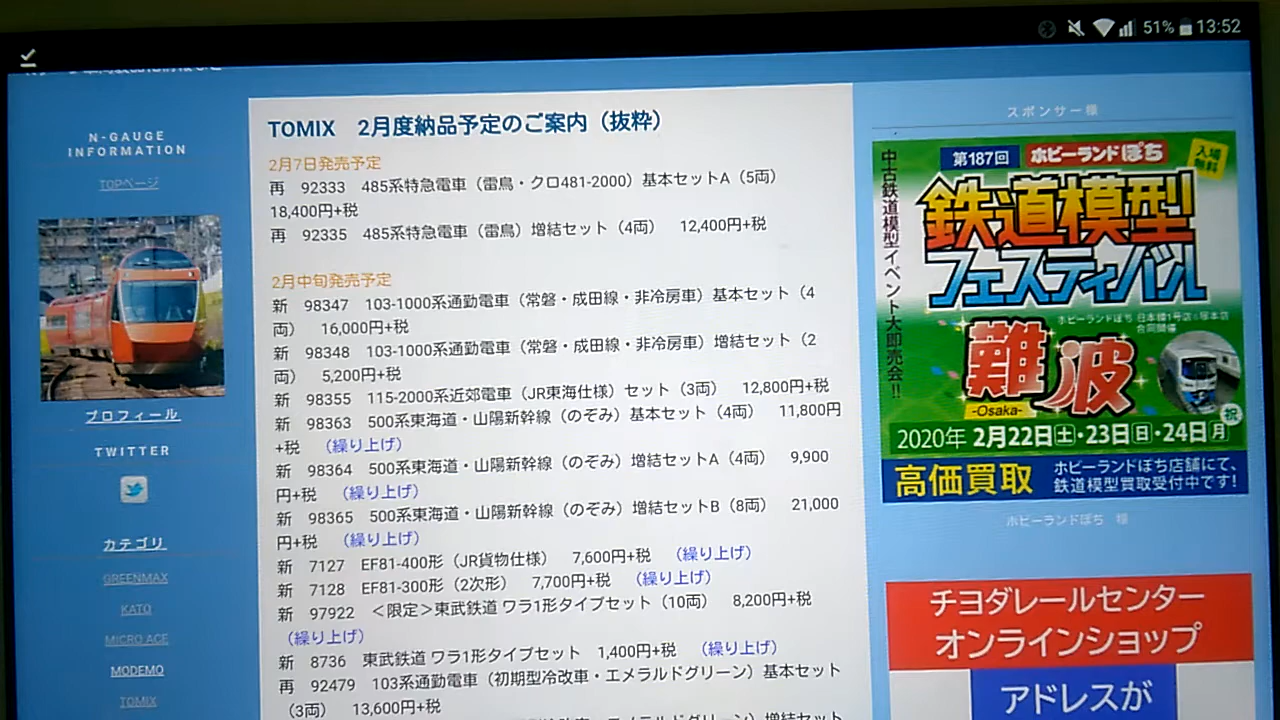 51% 13:52
N-GAUGE
INFORMATION
TOPページ
プロフィール
TWITTER
カテゴリ
GREENMAX
KATO
MICRO ACE
MODEMO
TOMIX
TOMIX 2月度納品予定のご案内（抜粋）
2月7日発売予定
再 92333 485系特急電車（雷鳥・クロ481-2000）基本セットA（5両）
18,400円+税
再 92335 485系特急電車（雷鳥）増結セット（4両） 12,400円+税
2月中旬発売予定
新 98347 103-1000系通勤電車（常磐・成田線・非冷房車）基本セット（4
両） 16,000円+税
新 98348 103-1000系通勤電車（常磐・成田線・非冷房車）増結セット（2
両） 5,200円+税
新 98355 115-2000系近郊電車（JR東海仕様）セット（3両） 12,800円+税
新 98363 500系東海道・山陽新幹線（のぞみ）基本セット（4両） 11,800円
+税 （繰り上げ）
新 98364 500系東海道・山陽新幹線（のぞみ）増結セットA（4両） 9,900
円+税 （繰り上げ）
新 98365 500系東海道・山陽新幹線（のぞみ）増結セットB（8両） 21,000
円+税 （繰り上げ）
新 7127 EF81-400形（JR貨物仕様） 7,600円+税 （繰り上げ）
新 7128 EF81-300形（2次形） 7,700円+税 （繰り上げ）
新 97922 ＜限定＞東武鉄道 ワラ1形タイプセット（10両） 8,200円+税
（繰り上げ）
新 8736 東武鉄道 ワラ1形タイプセット 1,400円+税 （繰り上げ）
再 92479 103系通勤電車（初期型冷改車・エメラルドグリーン）基本セット
（3両） 13,600円+税
スポンサー様
中古鉄道模型イベント大即売会!!
第187回 ホビーランドぽち
入場無料
鉄道模型
フェスティバル
ホビーランドぽち 日本橋1号店&塚本店
合同開催
難波
-Osaka-
祝
2020年 2月22日土・23日日・24日月
高価買取 ホビーランドぽち店舗にて、
鉄道模型買取受付中です!
ホビーランドぽち 様
チヨダレールセンター
オンラインショップ
アドレスが